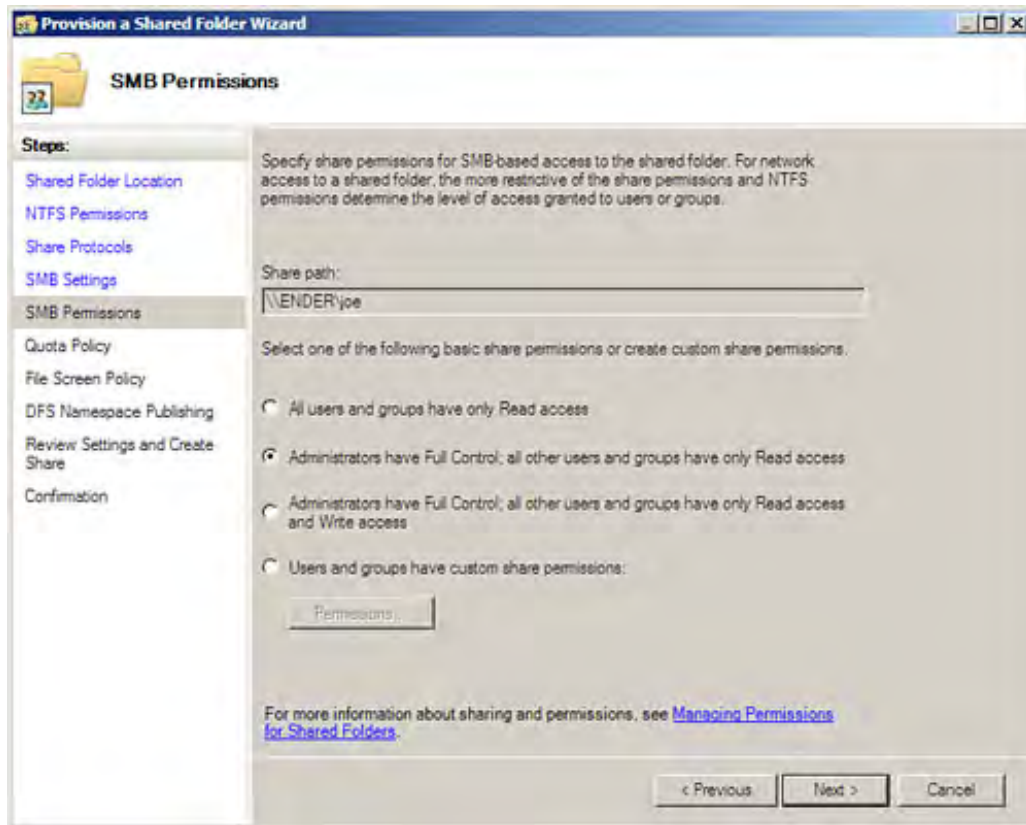 Provision a Shared Folder Wizard
SMB Permissions
Steps:
Shared Folder Location
NTFS Permissions
Share Protocols
SMB Settings
SMB Permissions
Quota Policy
File Screen Policy
DFS Namespace Publishing
Review Settings and Create
Share
Confirmation
Specify share permissions for SMB-based access to the shared folder. For network
access to a shared folder, the more restrictive of the share permissions and NTFS
permissions determine the level of access granted to users or groups.
Share path:
\\ENDER\joe
Select one of the following basic share permissions or create custom share permissions.
All users and groups have only Read access
Administrators have Full Control; all other users and groups have only Read access
Administrators have Full Control; all other users and groups have only Read access
and Write access
Users and groups have custom share permissions:
Permissions...
For more information about sharing and permissions, see Managing Permissions
for Shared Folders.
< Previous
Next >
Cancel